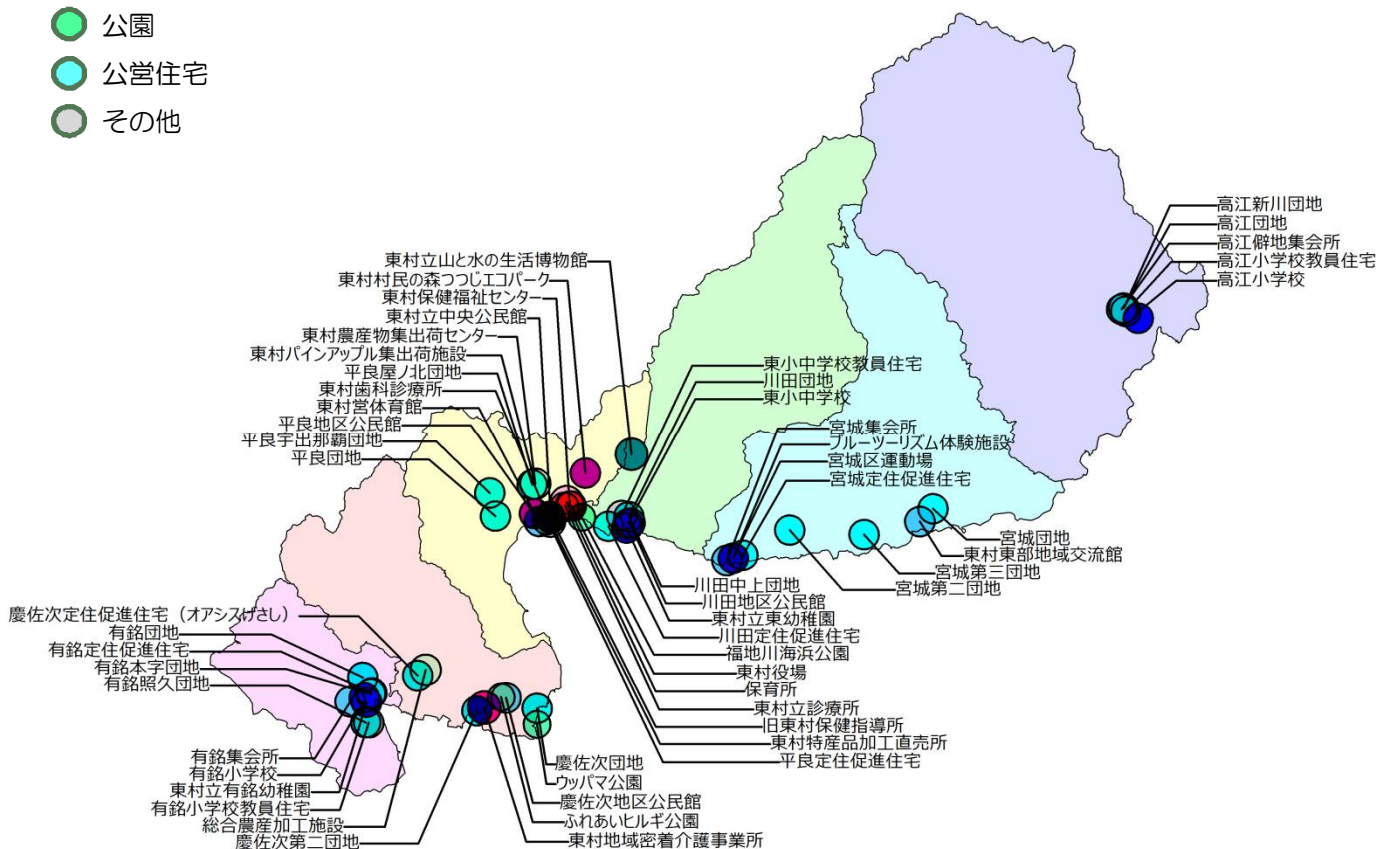 公園
公営住宅
その他
高江新川団地
高江団地
高江僻地集会所
高江小学校教員住宅
高江小学校
東村立山と水の生活博物館
東村村民の森つつじエコパーク
東村保健福祉センター
東村立中央公民館
東村農産物集出荷センタ
東村パインアップル集出荷施設
平良屋ノ北団地
東村歯科診療所
東村営体育館
平良地区公民館
平良宇出那覇団地
平良団地
東小中学校教員住宅
川田団地
東小中学校
宮城集会所
ブルーツーリズム体験施設
宮城区運動場
宮城定住促進住宅
宮城団地
東村東部地域交流館
宮城第三団地
宮城第二団地
川田中上団地
川田地区公民館
東村立東幼稚園
川田定住促進住宅
福地川海浜公園
東村役場
保育所
東村立診療所
旧東村保健指導所
東村特産品加工直売所
平良定住促進住宅
慶佐次定住促進住宅（オアシスげさし）
有銘団地
有銘定住促進住宅
有銘本字団地
有銘照久団地
有銘集会所
有銘小学校
東村立有銘幼稚園
有銘小学校教員住宅
総合農産加工施設
慶佐次第二団地
慶佐次団地
ウッパマ公園
慶佐次地区公民館
ふれあいヒルギ公園
東村地域密着介護事業所